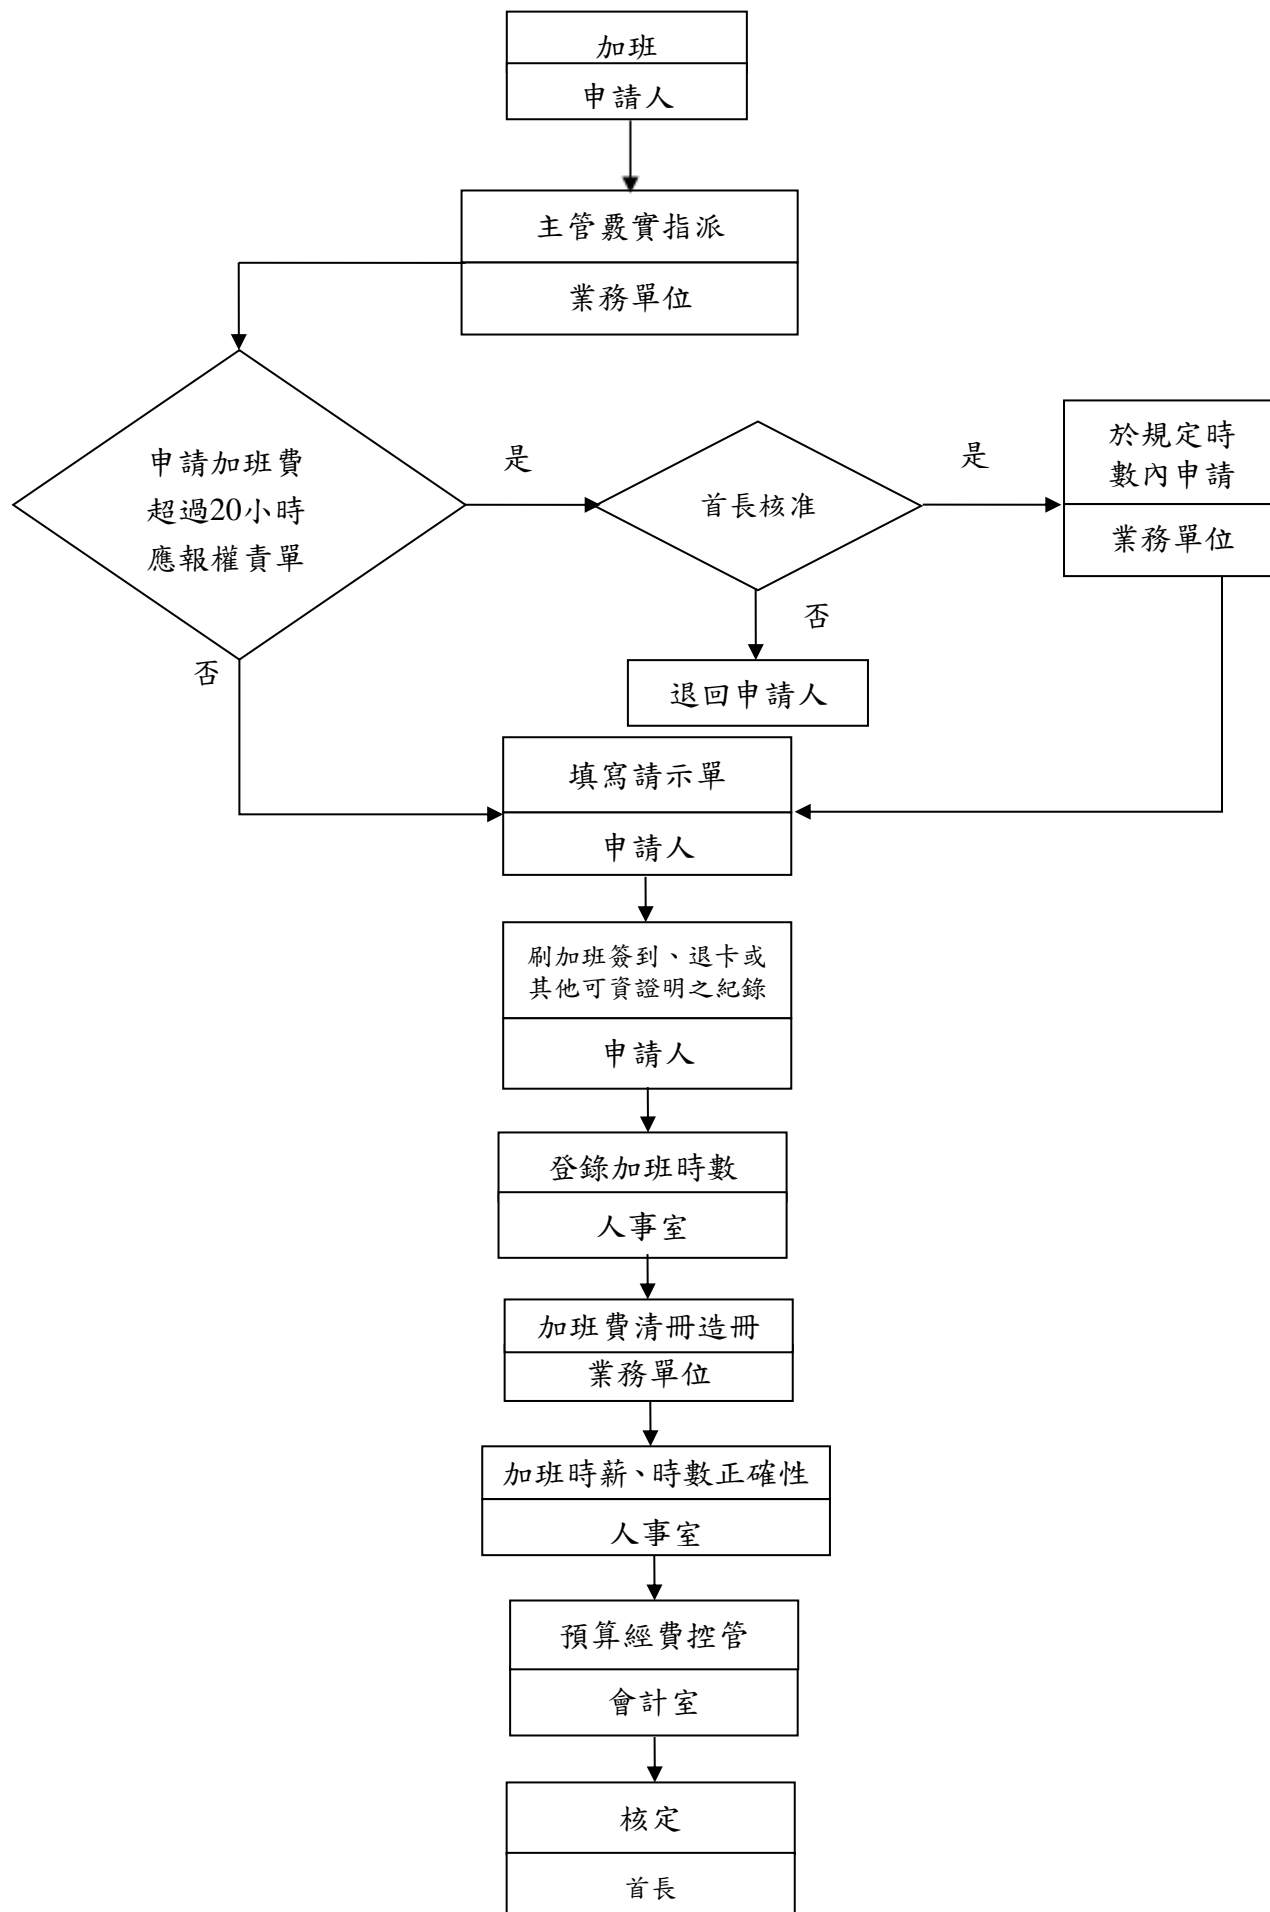 加班
申請人
主管覈實指派
業務單位
申請加班費
超過20小時
應報權責單
是
首長核准
是
於規定時
數內申請
業務單位
否
否
退回申請人
填寫請示單
申請人
刷加班簽到、退卡或
其他可資證明之紀錄
申請人
登錄加班時數
人事室
加班費清冊造冊
業務單位
加班時薪、時數正確性
人事室
預算經費控管
會計室
核定
首長